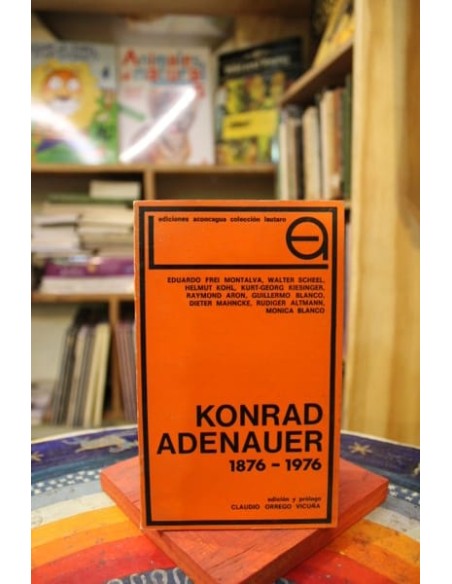 ediciones aconcagua colección lautaro
EDUARDO FREI MONTALVA, WALTER SCHEEL,
HELMUT KOHL, KURT-GEORG KIESINGER,
RAYMOND ARON, GUILLERMO BLANCO,
DIETER MAHNCKE, RUDIGER ALTMANN,
MONICA BLANCO
KONRAD
ADENAUER
1876 - 1976
edición y prólogo
CLAUDIO ORREGO VICUÑA